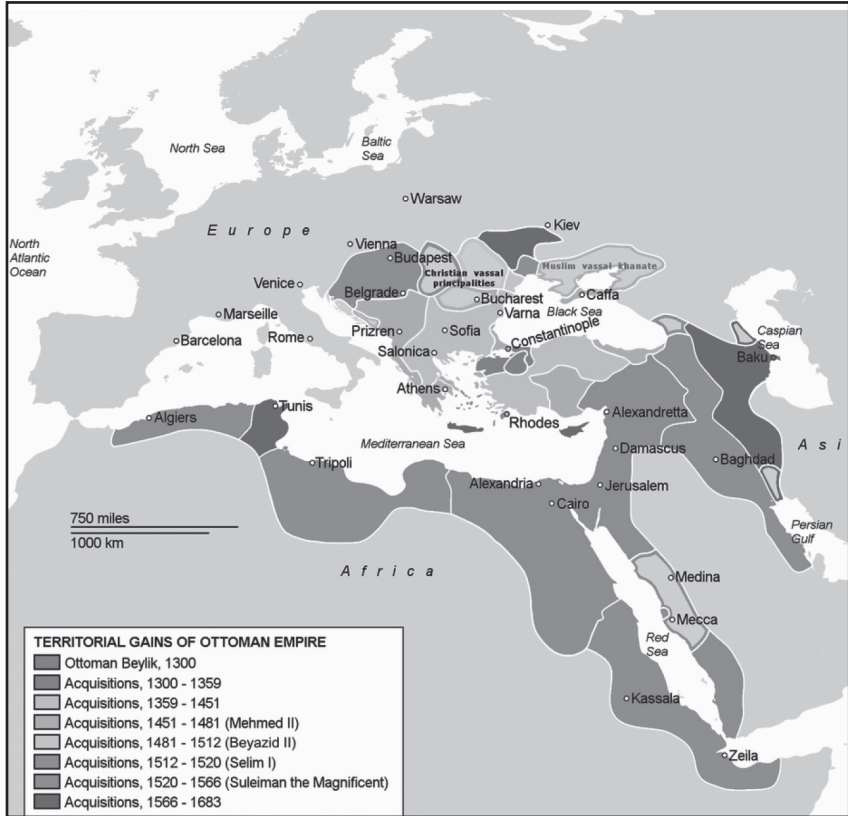 North Sea
Baltic
Sea
Warsaw
Europe
Kiev
North
Atlantic
Ocean
Vienna
Budapest
Christian vassal
principalities
Muslim vassal khanate
Venice
Belgrade
Bucharest
Caffa
Marseille
Varna
Black Sea
Caspian
Sea
Barcelona
Rome
Prizren
Sofia
Constantinople
Baku
Salonica
Athens
Algiers
Tunis
Rhodes
Alexandretta
Mediterranean Sea
Asi
Tripoli
Damascus
Baghdad
Alexandria
Jerusalem
Cairo
750 miles
1000 km
Persian
Gulf
Africa
Medina
Mecca
Red
Sea
Kassala
Zeila
TERRITORIAL GAINS OF OTTOMAN EMPIRE
Ottoman Beylik, 1300
Acquisitions, 1300 - 1359
Acquisitions, 1359 - 1451
Acquisitions, 1451 - 1481 (Mehmed II)
Acquisitions, 1481 - 1512 (Beyazid II)
Acquisitions, 1512 - 1520 (Selim I)
Acquisitions, 1520 - 1566 (Suleiman the Magnificent)
Acquisitions, 1566 - 1683